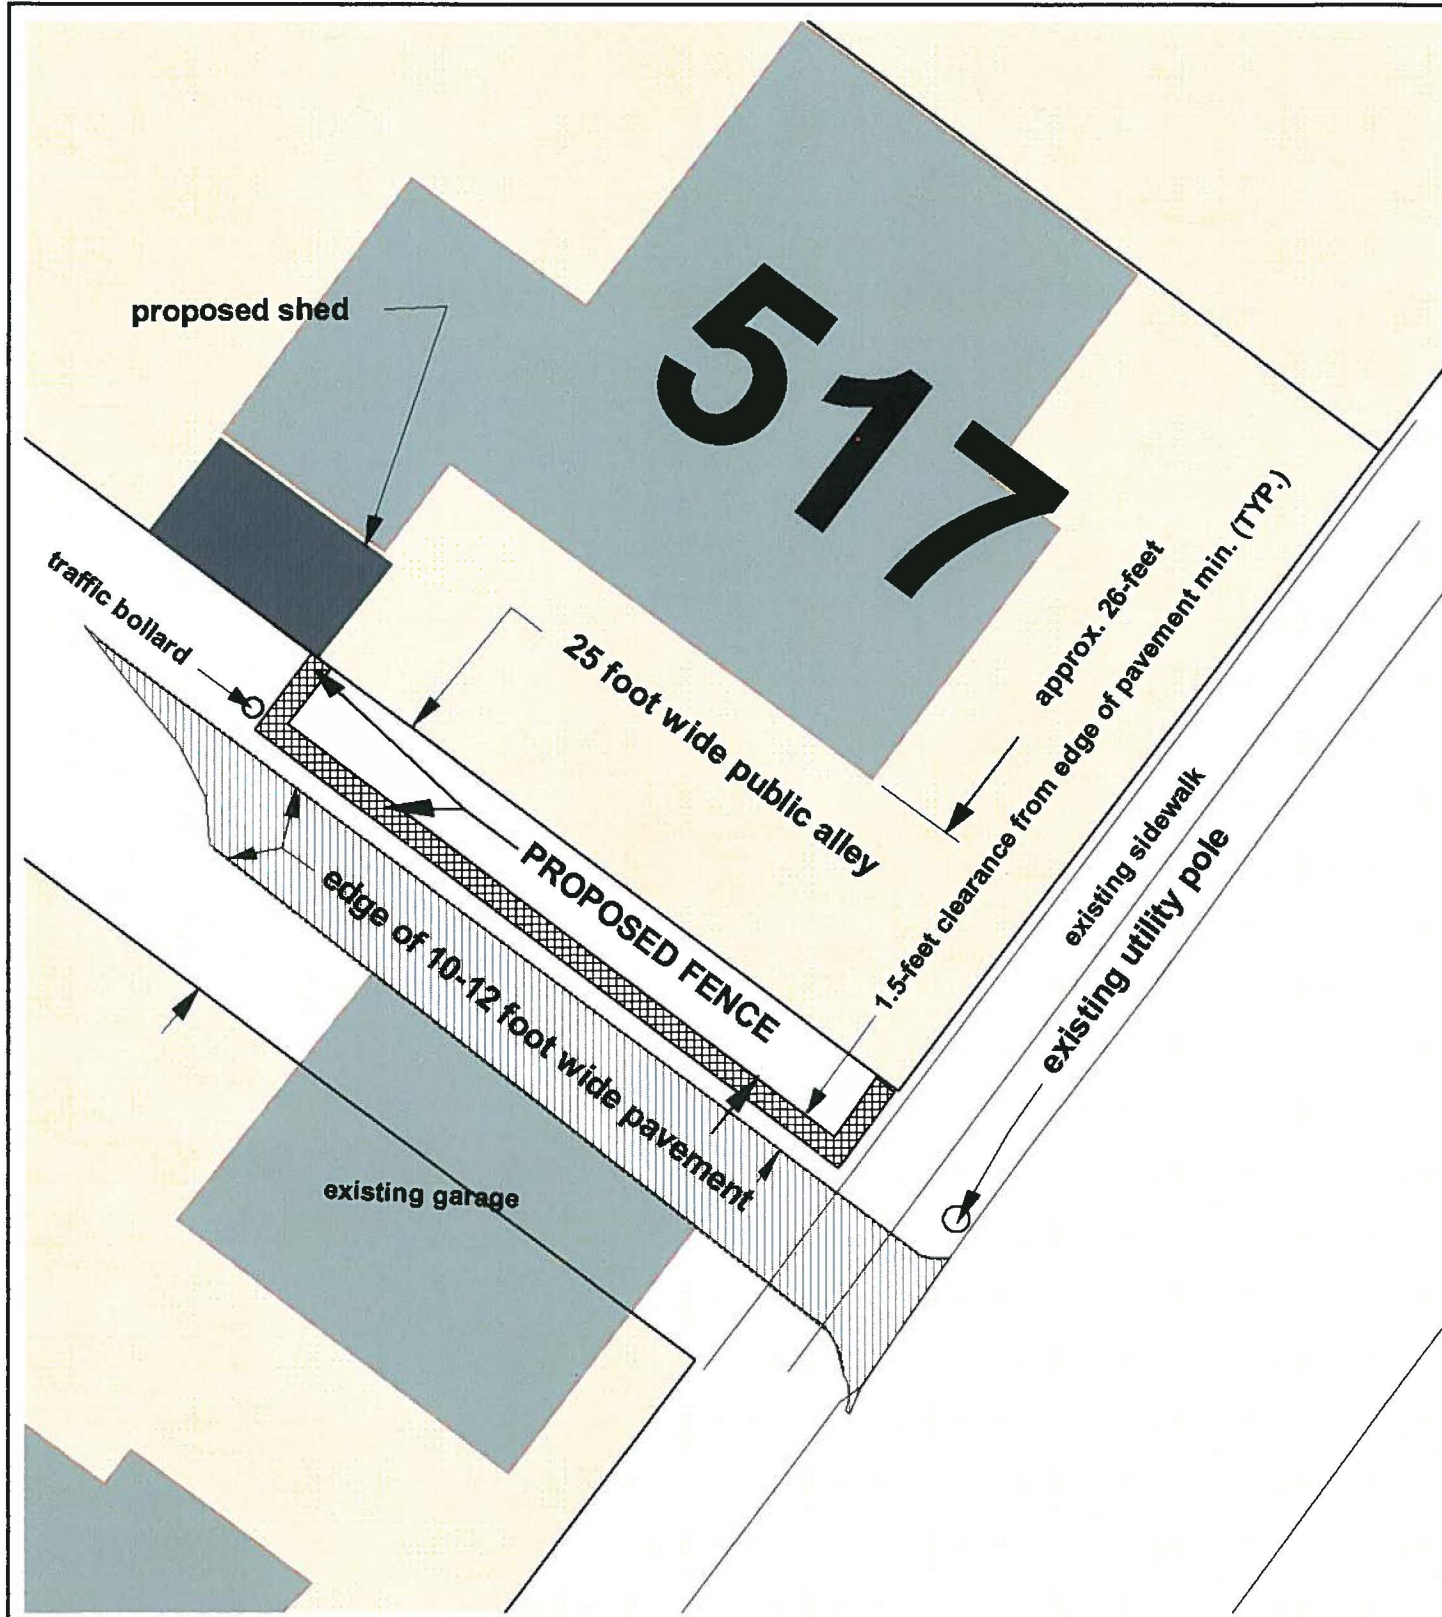 517
proposed shed
traffic bollard
25 foot wide public alley
approx. 26-feet
1.5-feet clearance from edge of pavement min. (TYP.)
existing sidewalk
existing utility pole
PROPOSED FENCE
edge of 10-12 foot wide pavement
existing garage